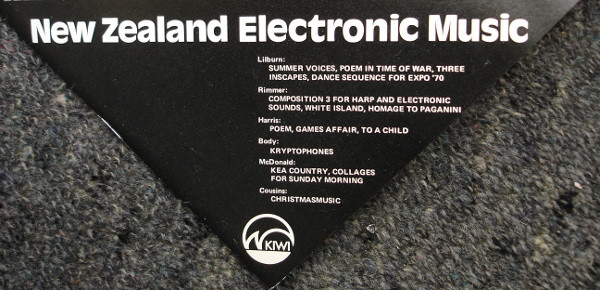 New Zealand Electronic Music
Lilburn:
SUMMER VOICES, POEM IN TIME OF WAR, THREE
INSCAPES, DANCE SEQUENCE FOR EXPO '70
Rimmer:
COMPOSITION 3 FOR HARP AND ELECTRONIC
SOUNDS, WHITE ISLAND, HOMAGE TO PAGANINI
Harris:
POEM, GAMES AFFAIR, TO A CHILD
Body:
KRYPTOPHONES
McDonald:
KEA COUNTRY, COLLAGES
FOR SUNDAY MORNING
Cousins:
CHRISTMASMUSIC
KIWI